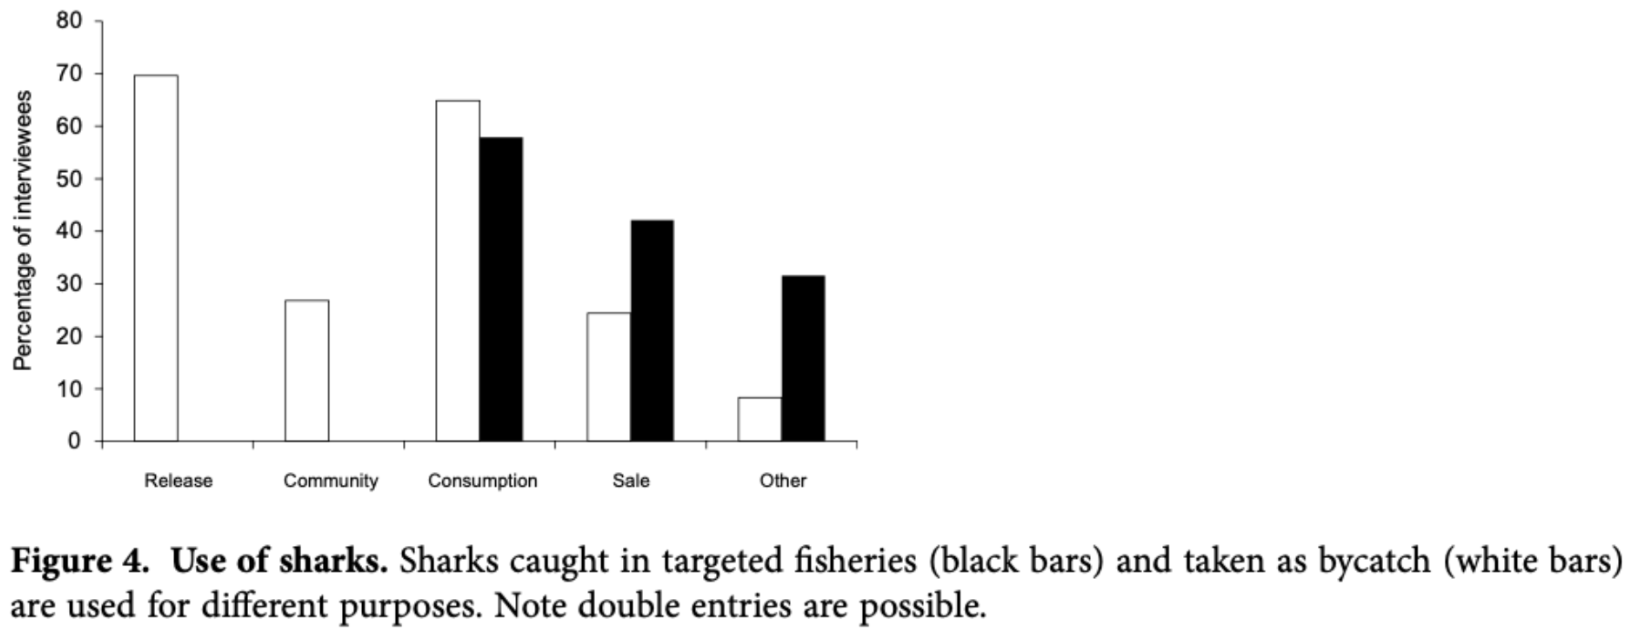 80
70
60
50
40
30
20
10
0
Percentage of interviewees
Release Community Consumption Sale Other
Figure 4. Use of sharks. Sharks caught in targeted fisheries (black bars) and taken as bycatch (white bars)
are used for different purposes. Note double entries are possible.